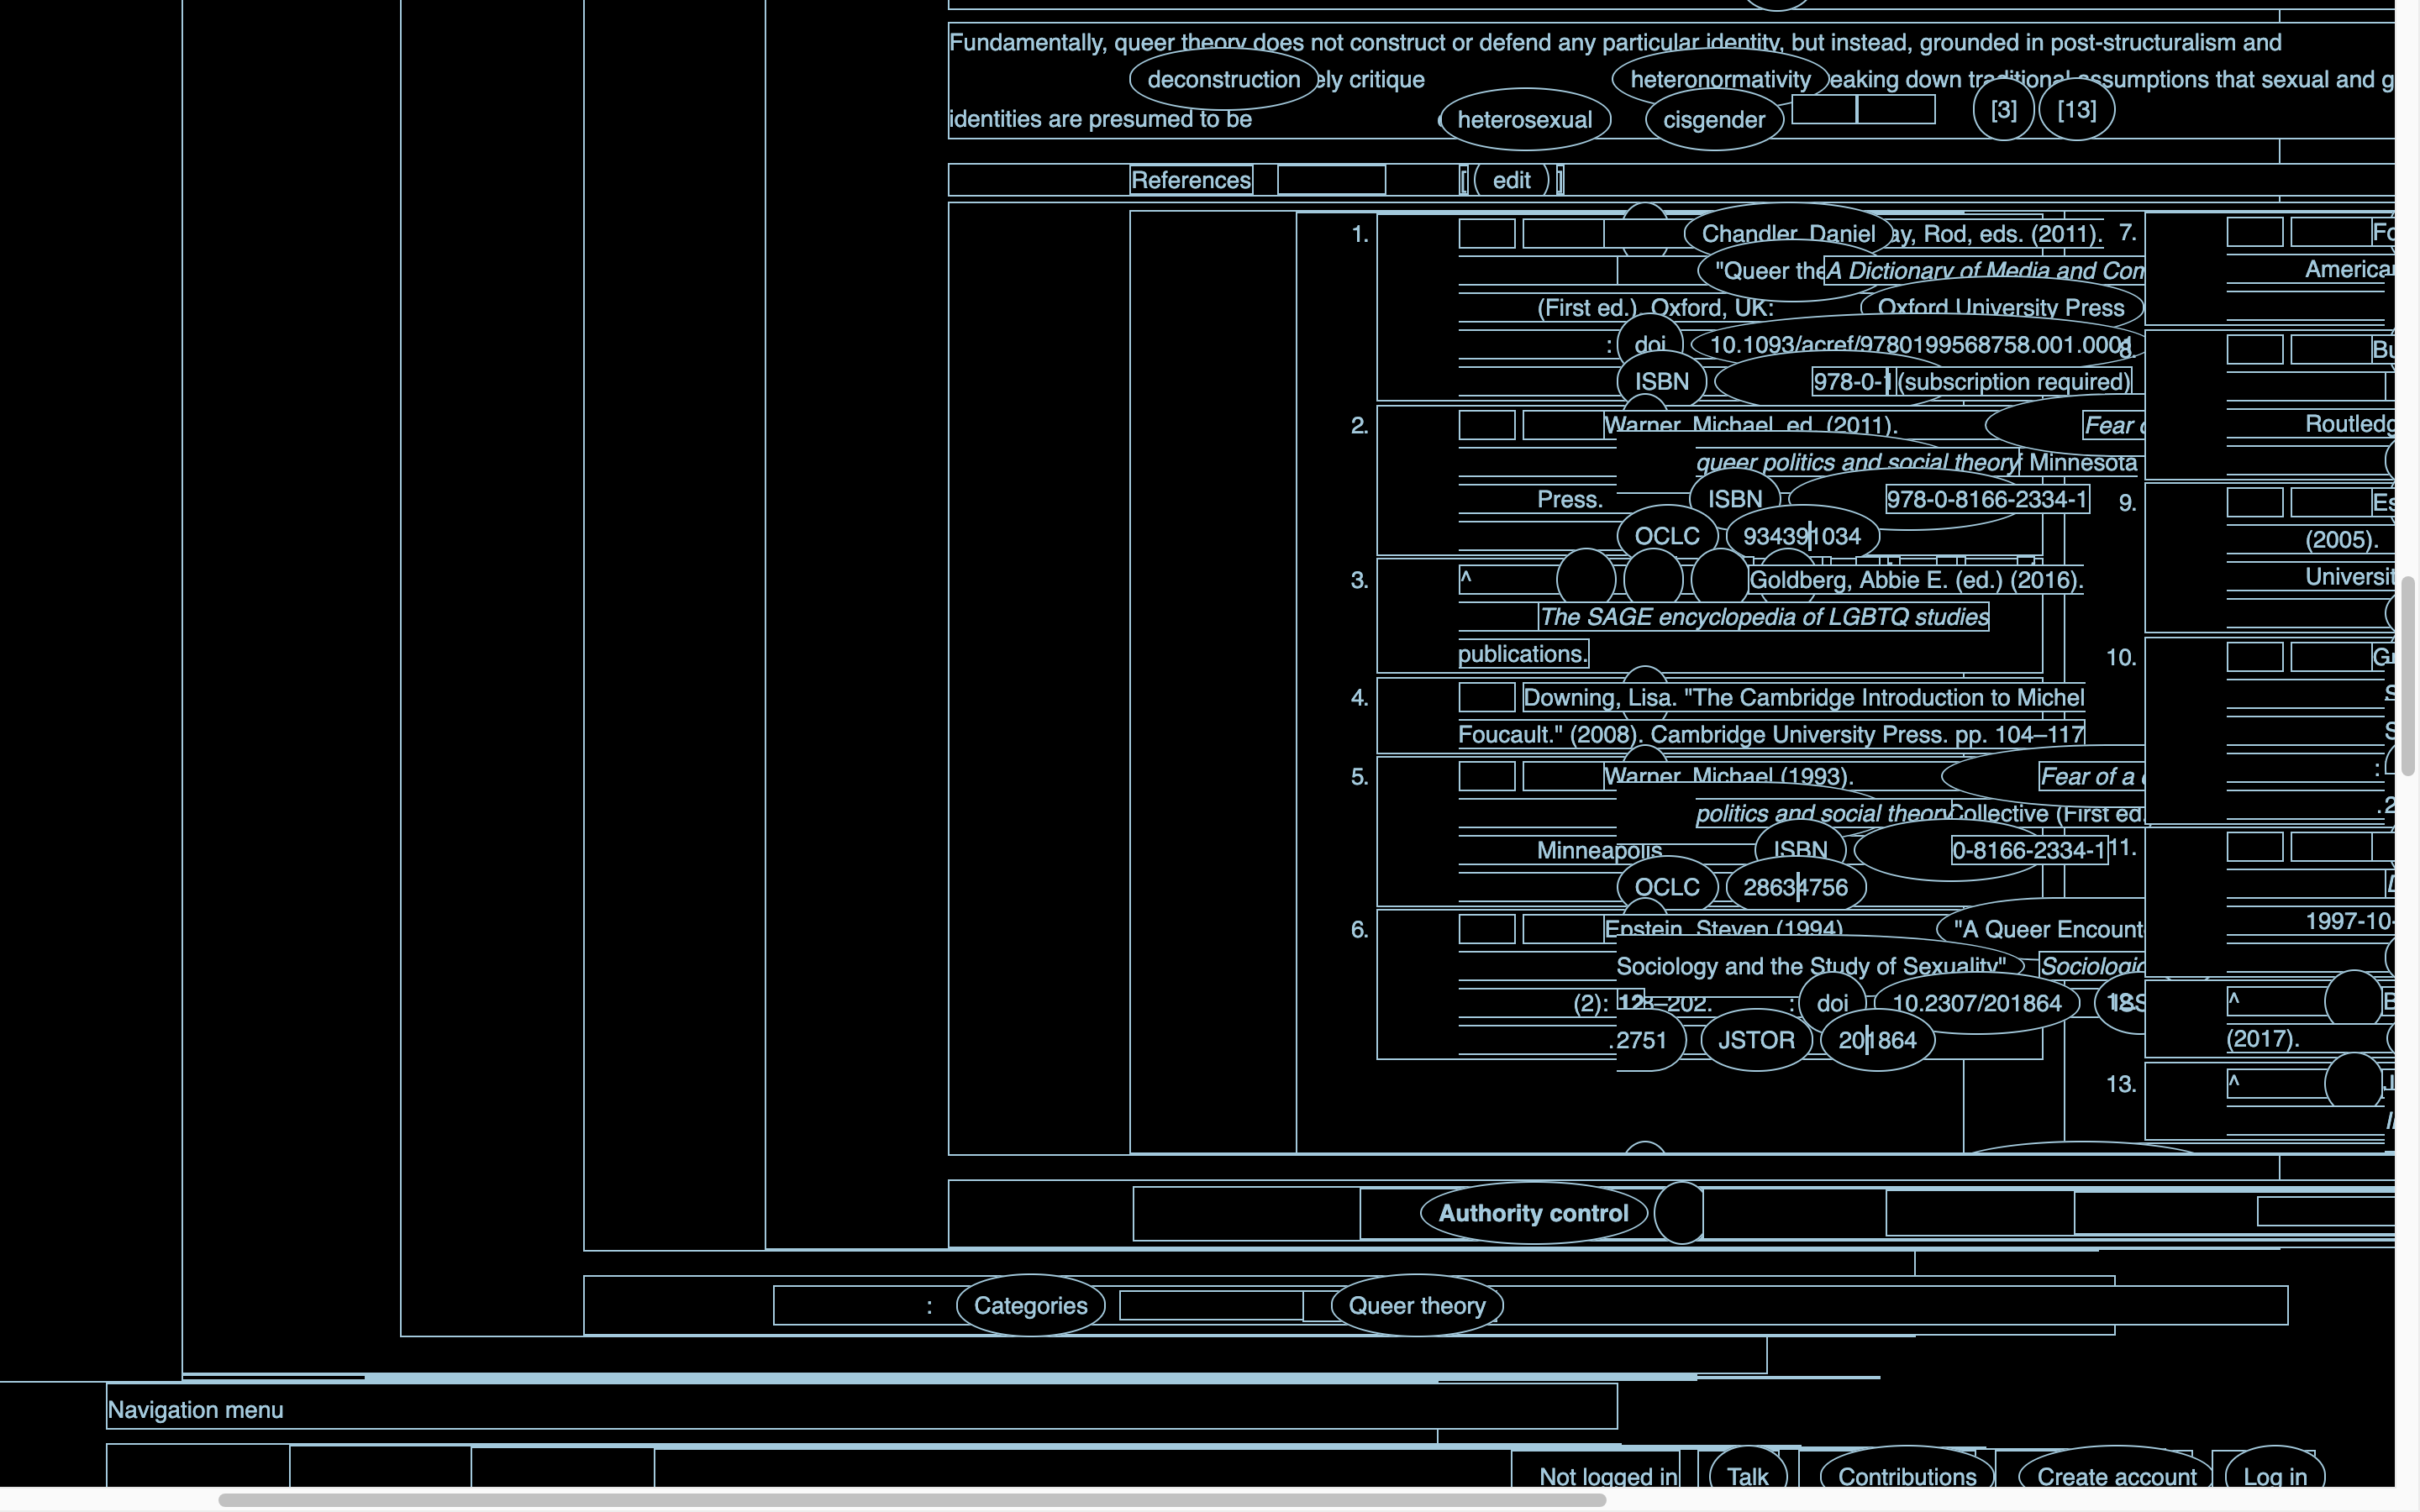 Fundamentally, queer theory does not construct or defend any particular identity, but instead, grounded in post-structuralism and
deconstruction ely critique heteronormativity eaking down traditional assumptions that sexual and g
identities are presumed to be heterosexual cisgender [3] [13]
References [ edit ]
1. Chandler, Daniel ay, Rod, eds. (2011).
"Queer the A Dictionary of Media and Com
(First ed.). Oxford, UK: Oxford University Press
: doi 10.1093/acref/9780199568758.001.0001
ISBN 978-0-1 (subscription required)
2. Warner, Michael, ed. (2011). Fear
queer politics and social theory Minnesota
Press. ISBN 978-0-8166-2334-1
OCLC 934391034
3. ^ Goldberg, Abbie E. (ed.) (2016).
The SAGE encyclopedia of LGBTQ studies
publications.
4. Downing, Lisa. "The Cambridge Introduction to Michel
Foucault." (2008). Cambridge University Press. pp. 104–117
5. Warner, Michael (1993). Fear of a
politics and social theory Collective (First ed.
Minneapolis ISBN 0-8166-2334-1
OCLC 28634756
6. Epstein, Steven (1994). "A Queer Encount
Sociology and the Study of Sexuality" Sociologic
(2): –202. : doi 10.2307/201864
.2751 JSTOR 201864
7. Fo
America
8. Bu
Routledg
9. Es
(2005).
Universit
10. G
S
S
:
.2
11.
1997-10-
12. ^ B
(2017).
13. ^
Authority control
: Categories Queer theory
Navigation menu
Not logged in Talk Contributions Create account Log in